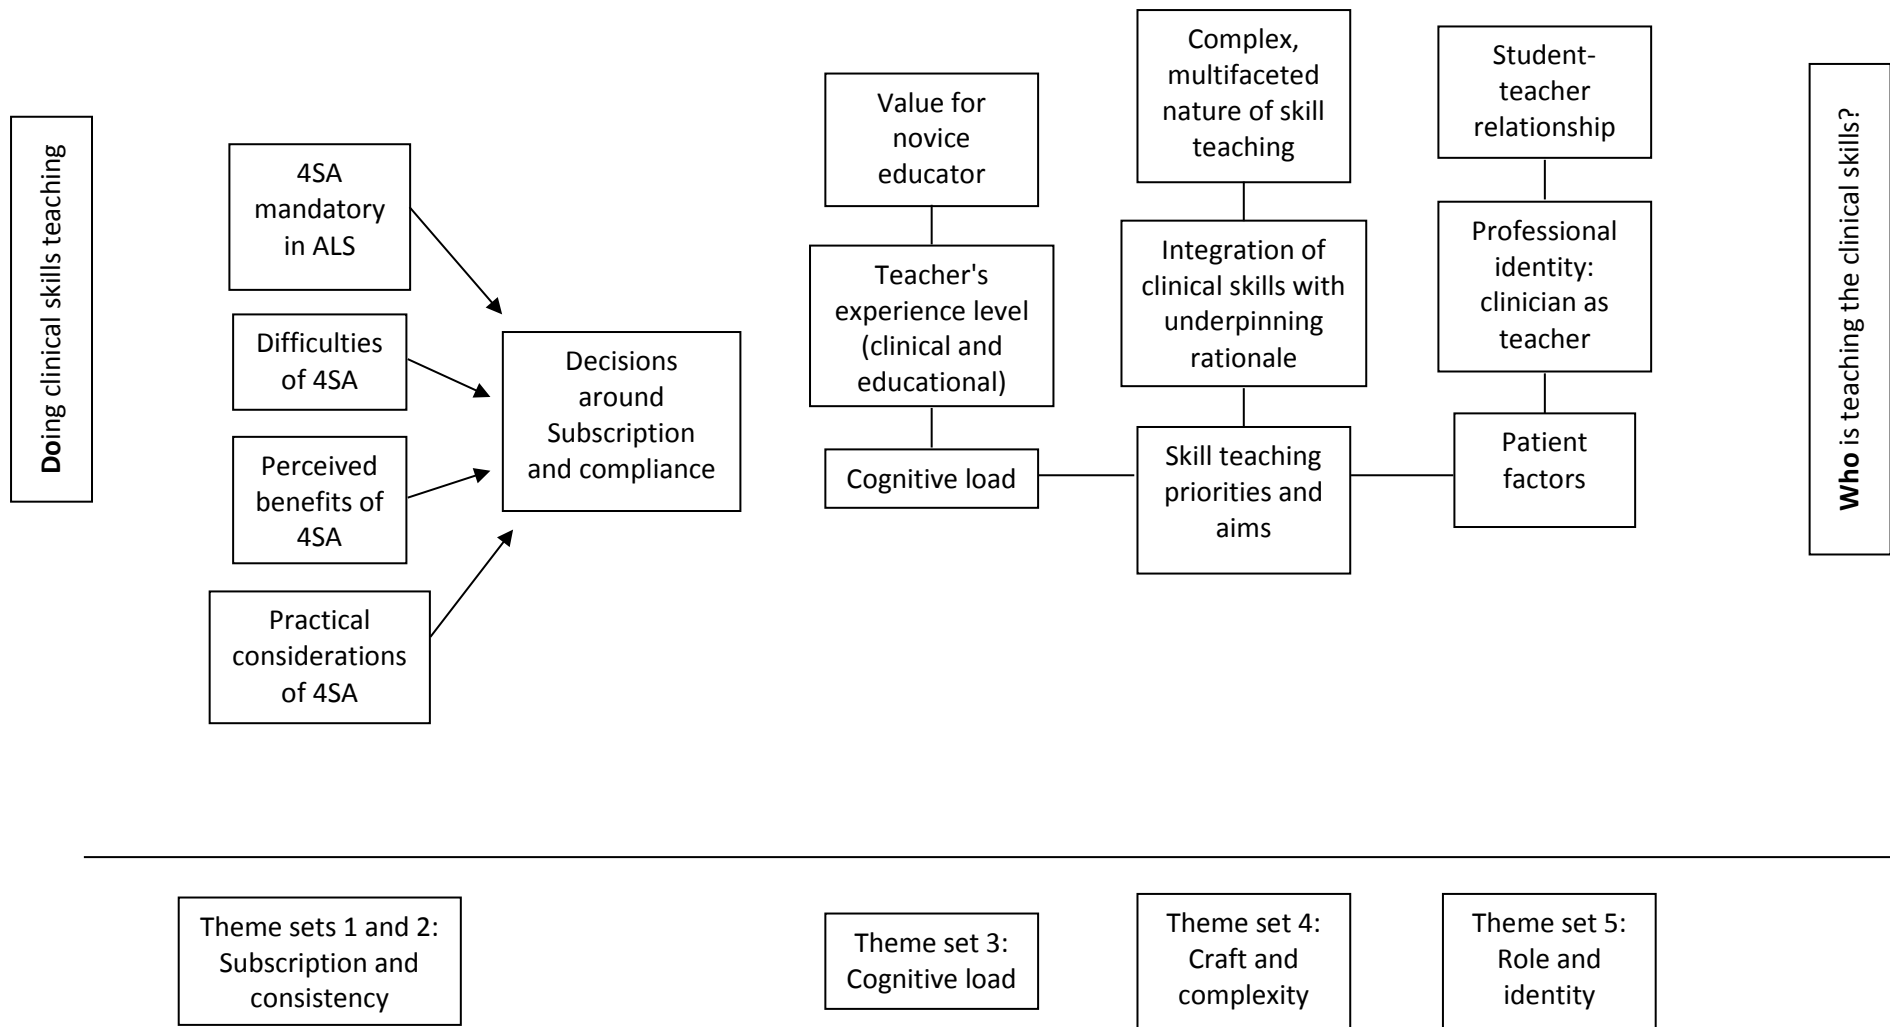 Doing clinical skills teaching
4SA
mandatory
in ALS
Difficulties
of 4SA
Perceived
benefits of
4SA
Practical
considerations
of 4SA
Decisions
around
Subscription
and compliance
Value for
novice
educator
Teacher's
experience level
(clinical and
educational)
Cognitive load
Complex,
multifaceted
nature of skill
teaching
Integration of
clinical skills with
underpinning
rationale
Skill teaching
priorities and
aims
Student-
teacher
relationship
Professional
identity:
clinician as
teacher
Patient
factors
Who is teaching the clinical skills?
Theme sets 1 and 2:
Subscription and
consistency
Theme set 3:
Cognitive load
Theme set 4:
Craft and
complexity
Theme set 5:
Role and
identity